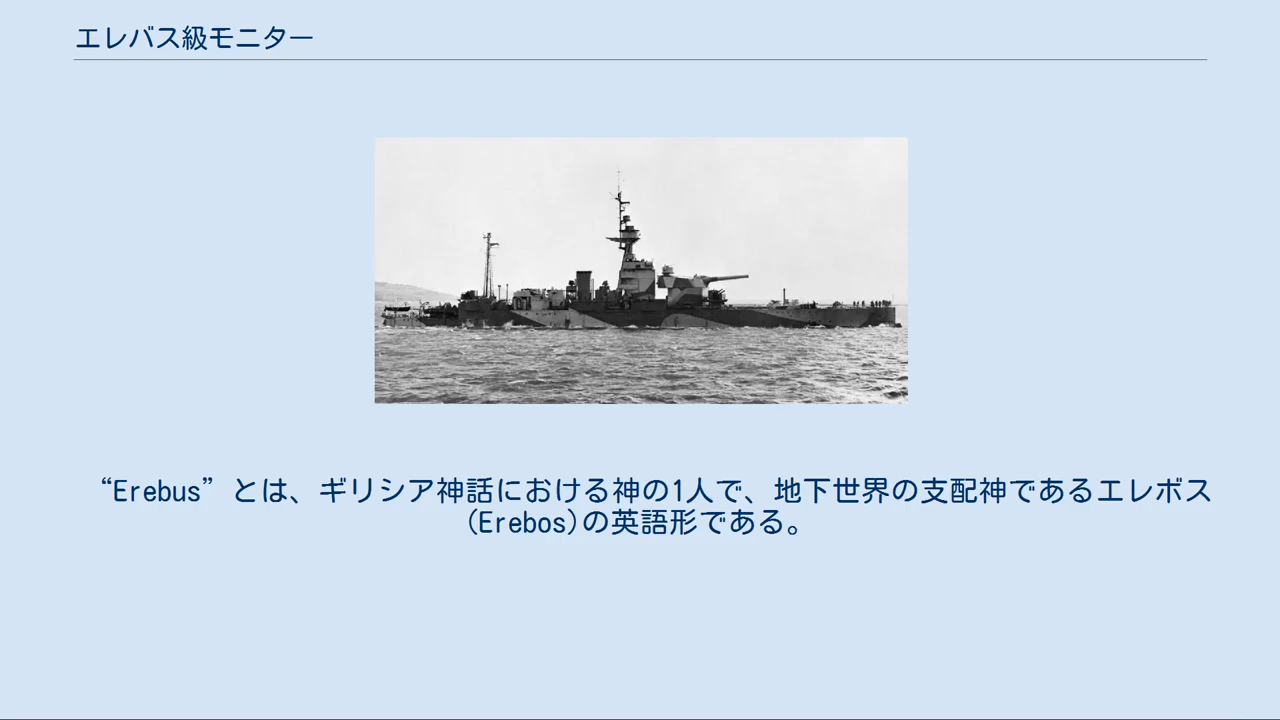 エレバス級モニター
“Erebus”とは、ギリシア神話における神の1人で、地下世界の支配神であるエレボス
(Erebos)の英語形である。